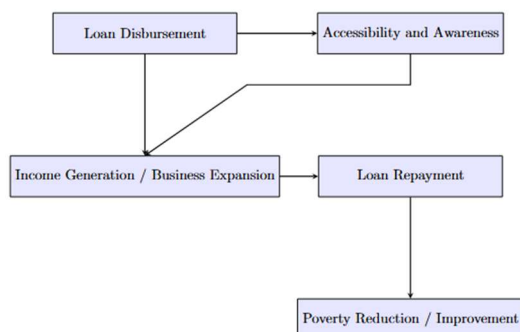 Loan Disbursement
Accessibility and Awareness
Income Generation / Business Expansion
Loan Repayment
Poverty Reduction / Improvement